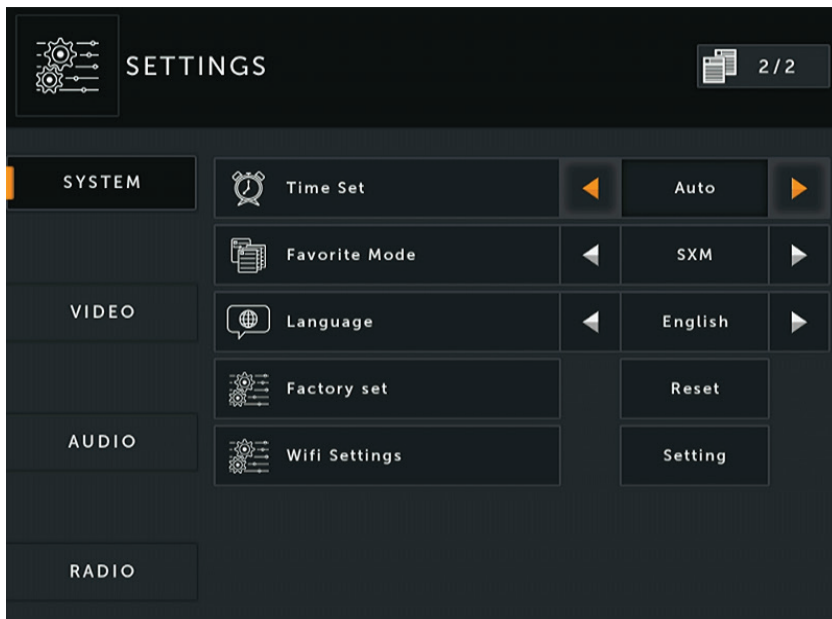 SETTINGS
2/2
SYSTEM
Time Set
Auto
Favorite Mode
SXM
VIDEO
Language
English
Factory set
Reset
AUDIO
Wifi Settings
Setting
RADIO